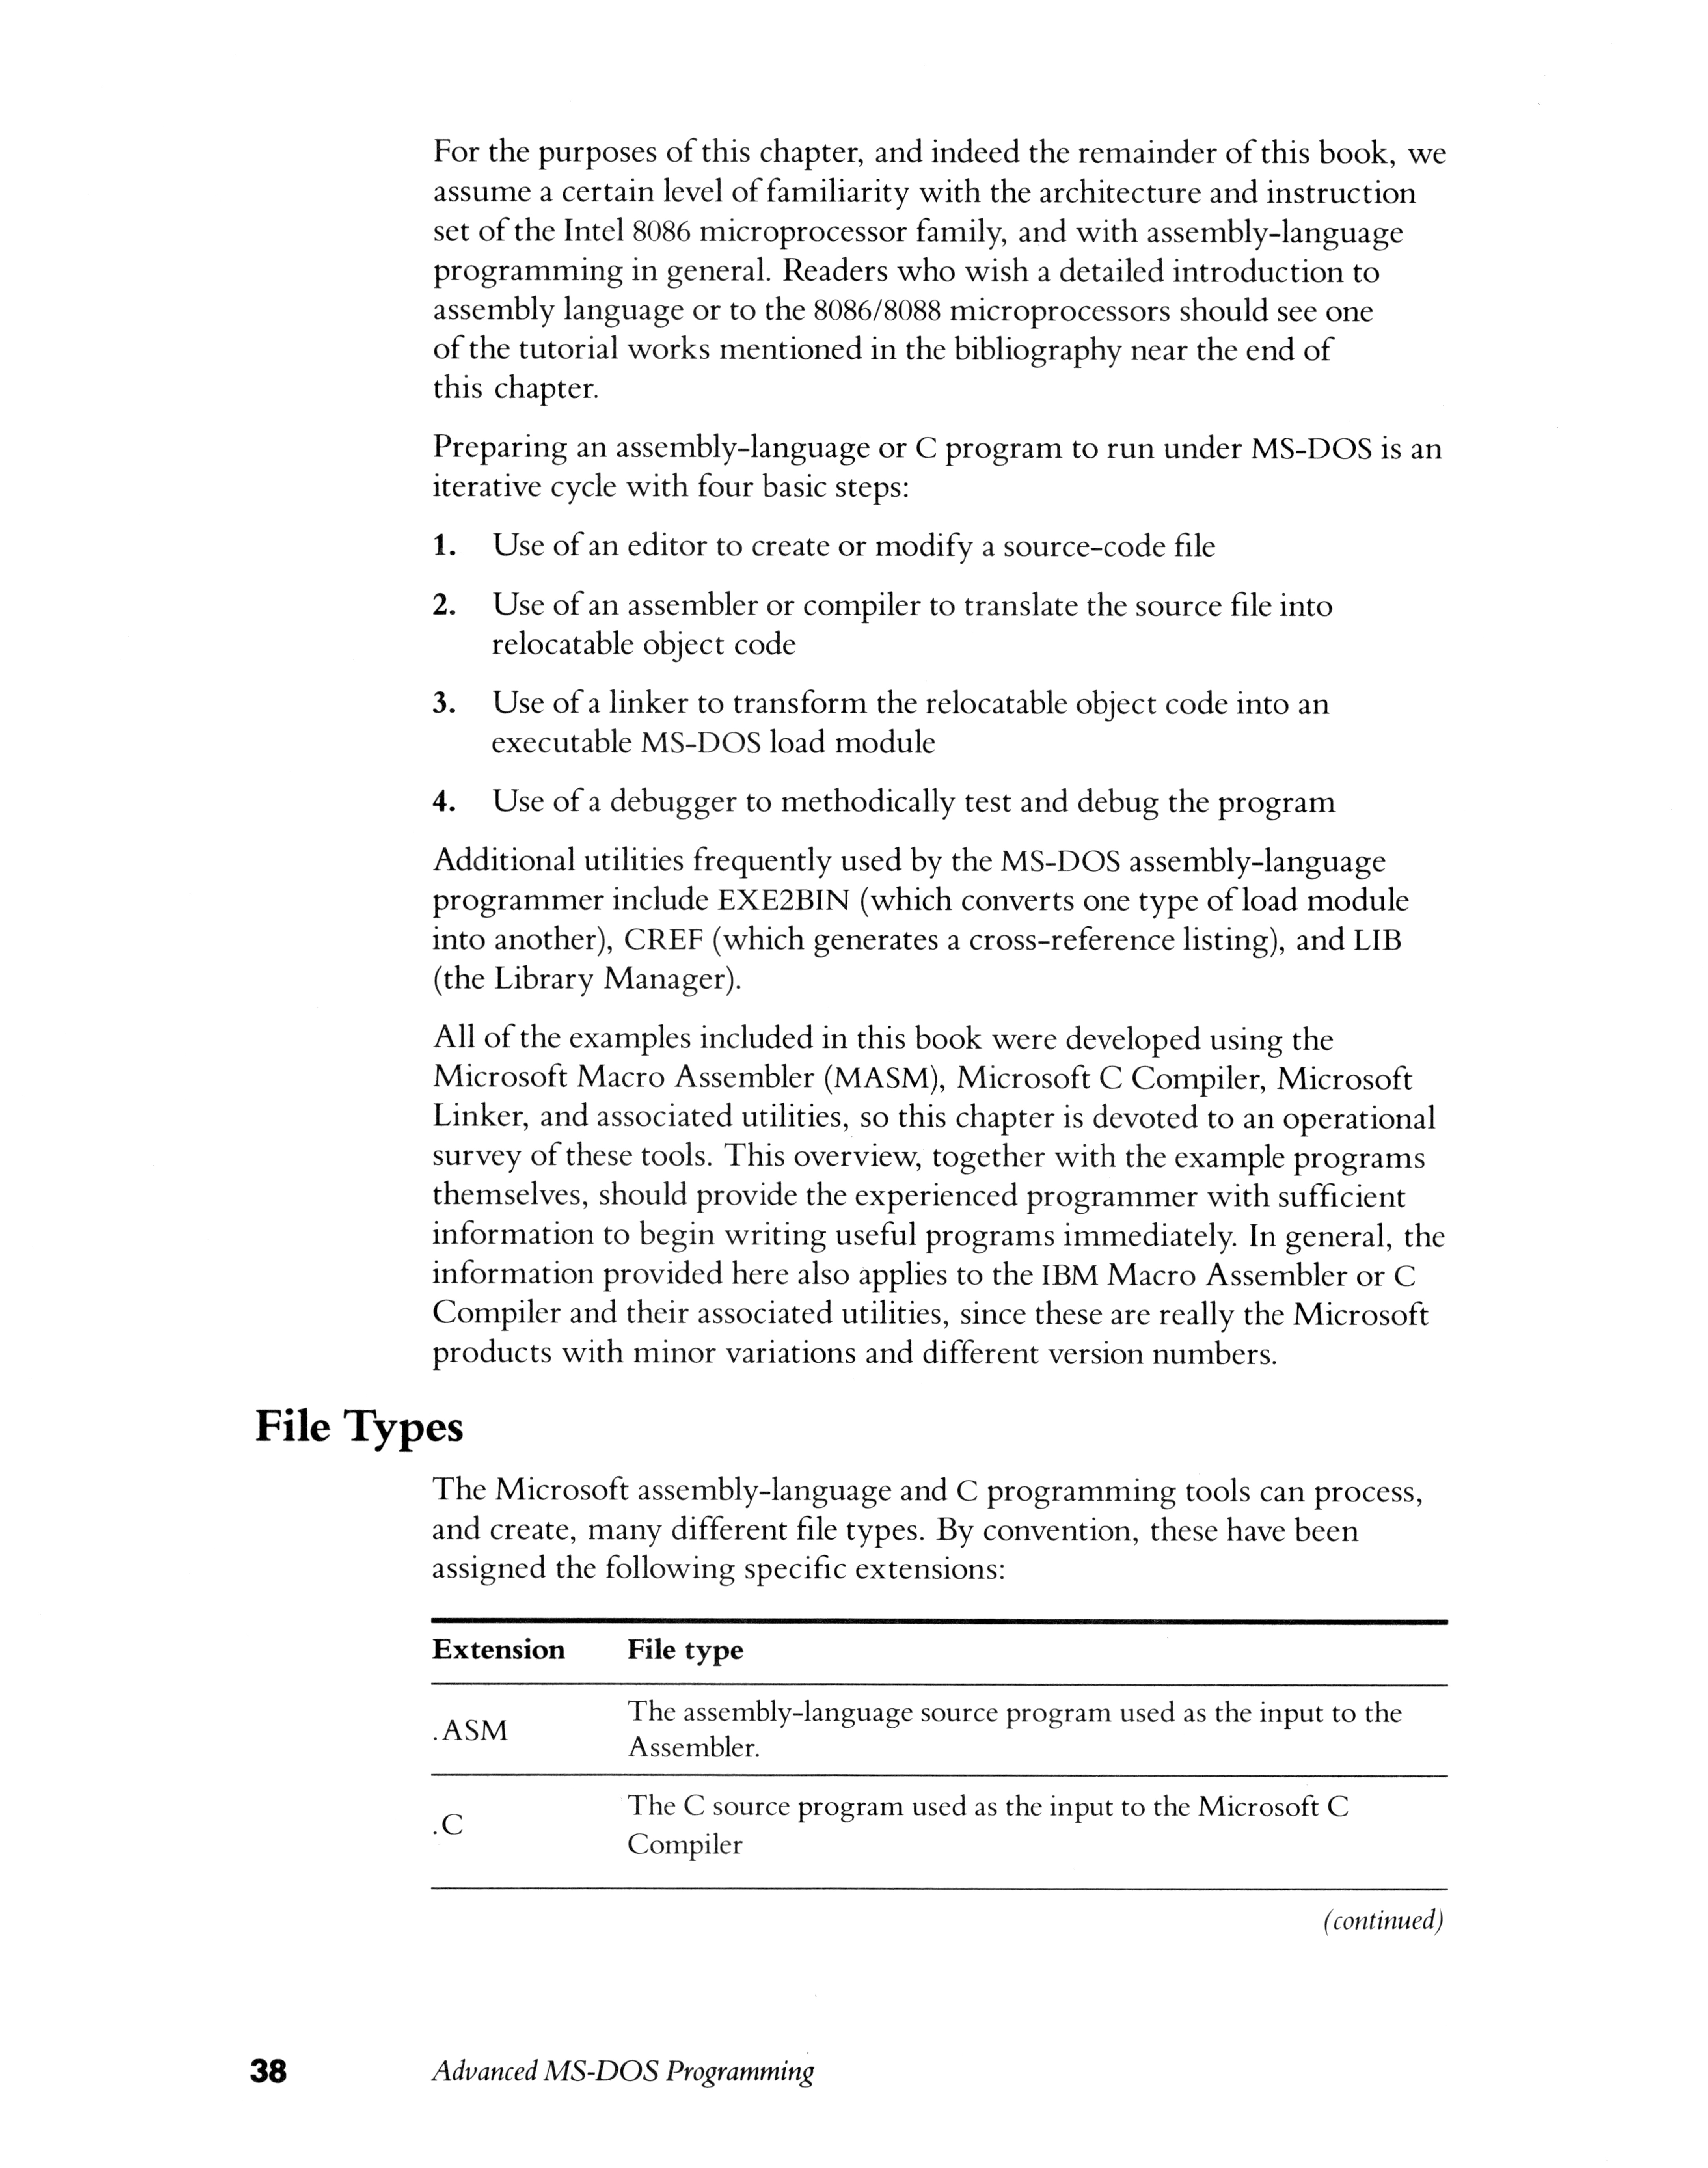 For the purposes of this chapter, and indeed the remainder of this book, we
assume a certain level of familiarity with the architecture and instruction
set of the Intel 8086 microprocessor family, and with assembly-language
programming in general. Readers who wish a detailed introduction to
assembly language or to the 8086/8088 microprocessors should see one
of the tutorial works mentioned in the bibliography near the end of
this chapter.
Preparing an assembly-language or C program to run under MS-DOS is an
iterative cycle with four basic steps:
1. Use of an editor to create or modify a source-code file
2. Use of an assembler or compiler to translate the source file into
relocatable object code
3. Use of a linker to transform the relocatable object code into an
executable MS-DOS load module
4. Use of a debugger to methodically test and debug the program
Additional utilities frequently used by the MS-DOS assembly-language
programmer include EXE2BIN (which converts one type of load module
into another), CREF (which generates a cross-reference listing), and LIB
(the Library Manager).
All of the examples included in this book were developed using the
Microsoft Macro Assembler (MASM), Microsoft C Compiler, Microsoft
Linker, and associated utilities, so this chapter is devoted to an operational
survey of these tools. This overview, together with the example programs
themselves, should provide the experienced programmer with sufficient
information to begin writing useful programs immediately. In general, the
information provided here also applies to the IBM Macro Assembler or C
Compiler and their associated utilities, since these are really the Microsoft
products with minor variations and different version numbers.
File Types
The Microsoft assembly-language and C programming tools can process,
and create, many different file types. By convention, these have been
assigned the following specific extensions:
Extension File type
.ASM The assembly-language source program used as the input to the
Assembler.
.C The C source program used as the input to the Microsoft C
Compiler
(continued)
38 Advanced MS-DOS Programming